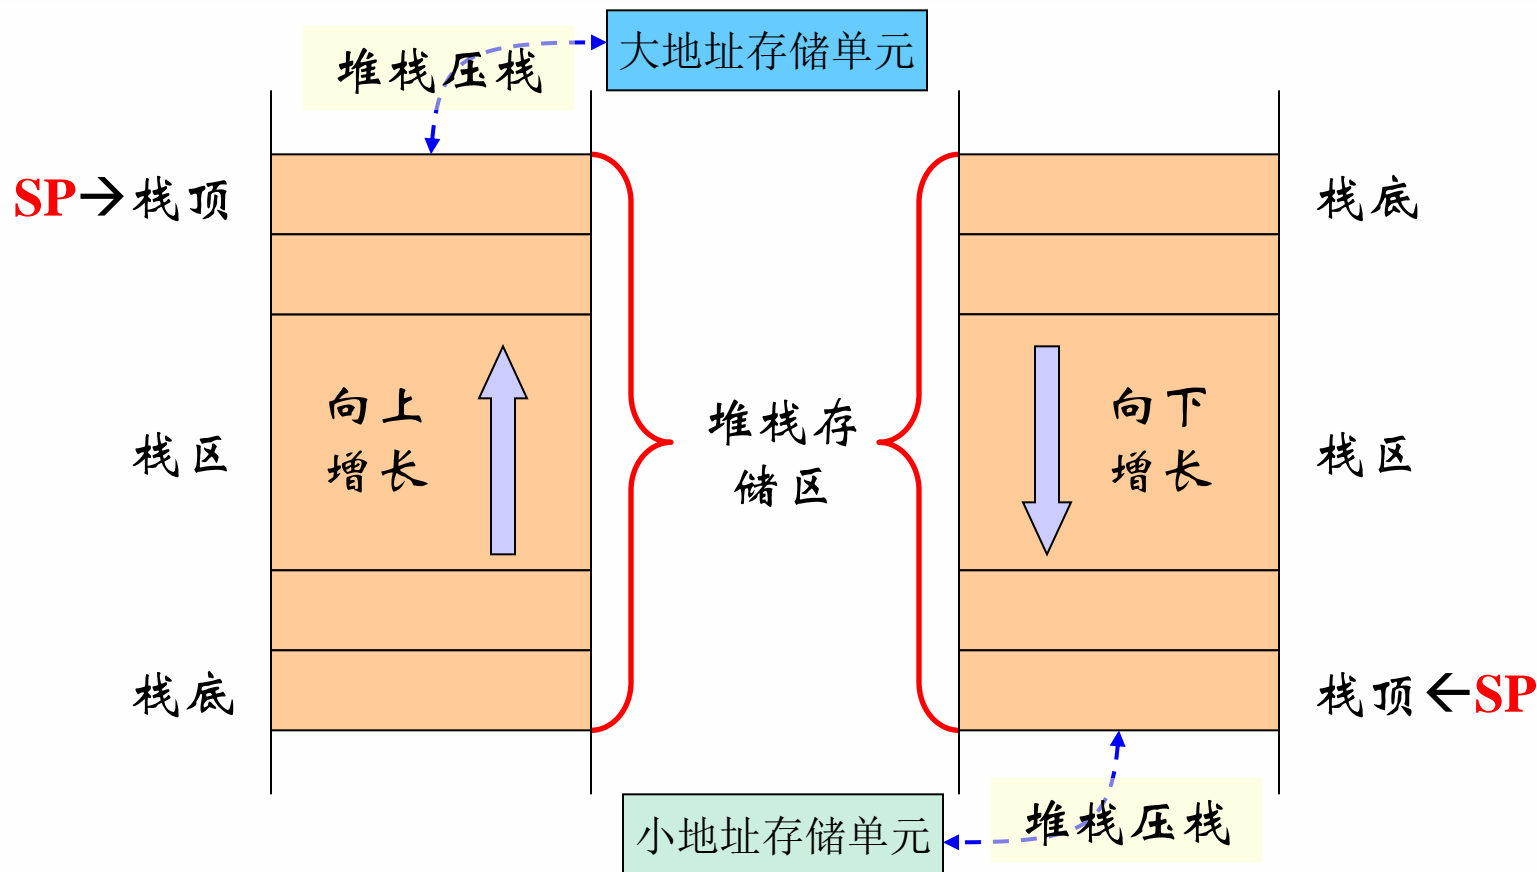 堆栈压栈
大地址存储单元
SP→栈顶
栈底
向上
增长
栈区
堆栈存
储区
向下
增长
栈区
栈底
栈顶←SP
小地址存储单元
堆栈压栈